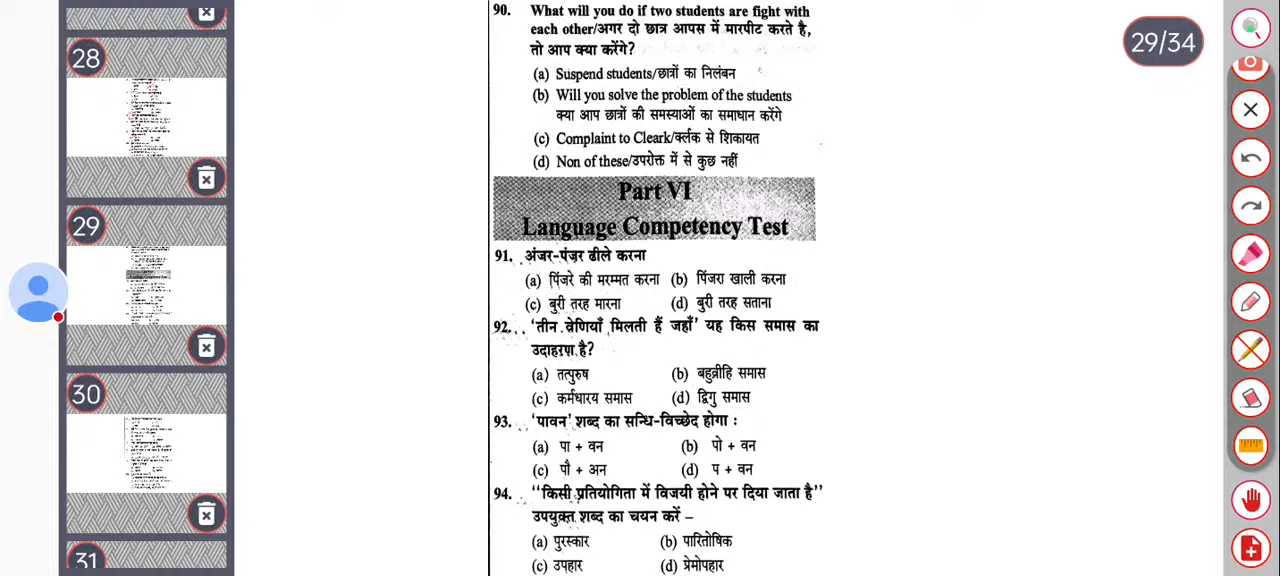 28
29
30
31
29/34
90. What will you do if two students are fight with
each other/अगर दो छात्र आपस में मारपीट करते है,
तो आप क्या करेंगे?
(a) Suspend students/छात्रों का निलंबन
(b) Will you solve the problem of the students
क्या आप छात्रों की समस्याओं का समाधान करेंगे
(c) Complaint to Cleark/र्क्लक से शिकायत
(d) Non of these/उपरोक्त में से कुछ नहीं
Part VI
Language Competency Test
91. अंजर-पंजर ढीले करना
(a) पिंजरे की मरम्मत करना (b) पिंजरा खाली करना
(c) बुरी तरह मारना (d) बुरी तरह सताना
92. 'तीन वेणियाँ मिलती हैं जहाँ' यह किस समास का
उदाहरण है?
(a) तत्पुरुष (b) बहुव्रीहि समास
(c) कर्मधारय समास (d) द्विगु समास
93. 'पावन' शब्द का सन्धि-विच्छेद होगा :
(a) पा + वन (b) पो + वन
(c) पौ + अन (d) प + वन
94. "किसी प्रतियोगिता में विजयी होने पर दिया जाता है"
उपयुक्त शब्द का चयन करें –
(a) पुरस्कार (b) पारितोषिक
(c) उपहार (d) प्रेमोपहार